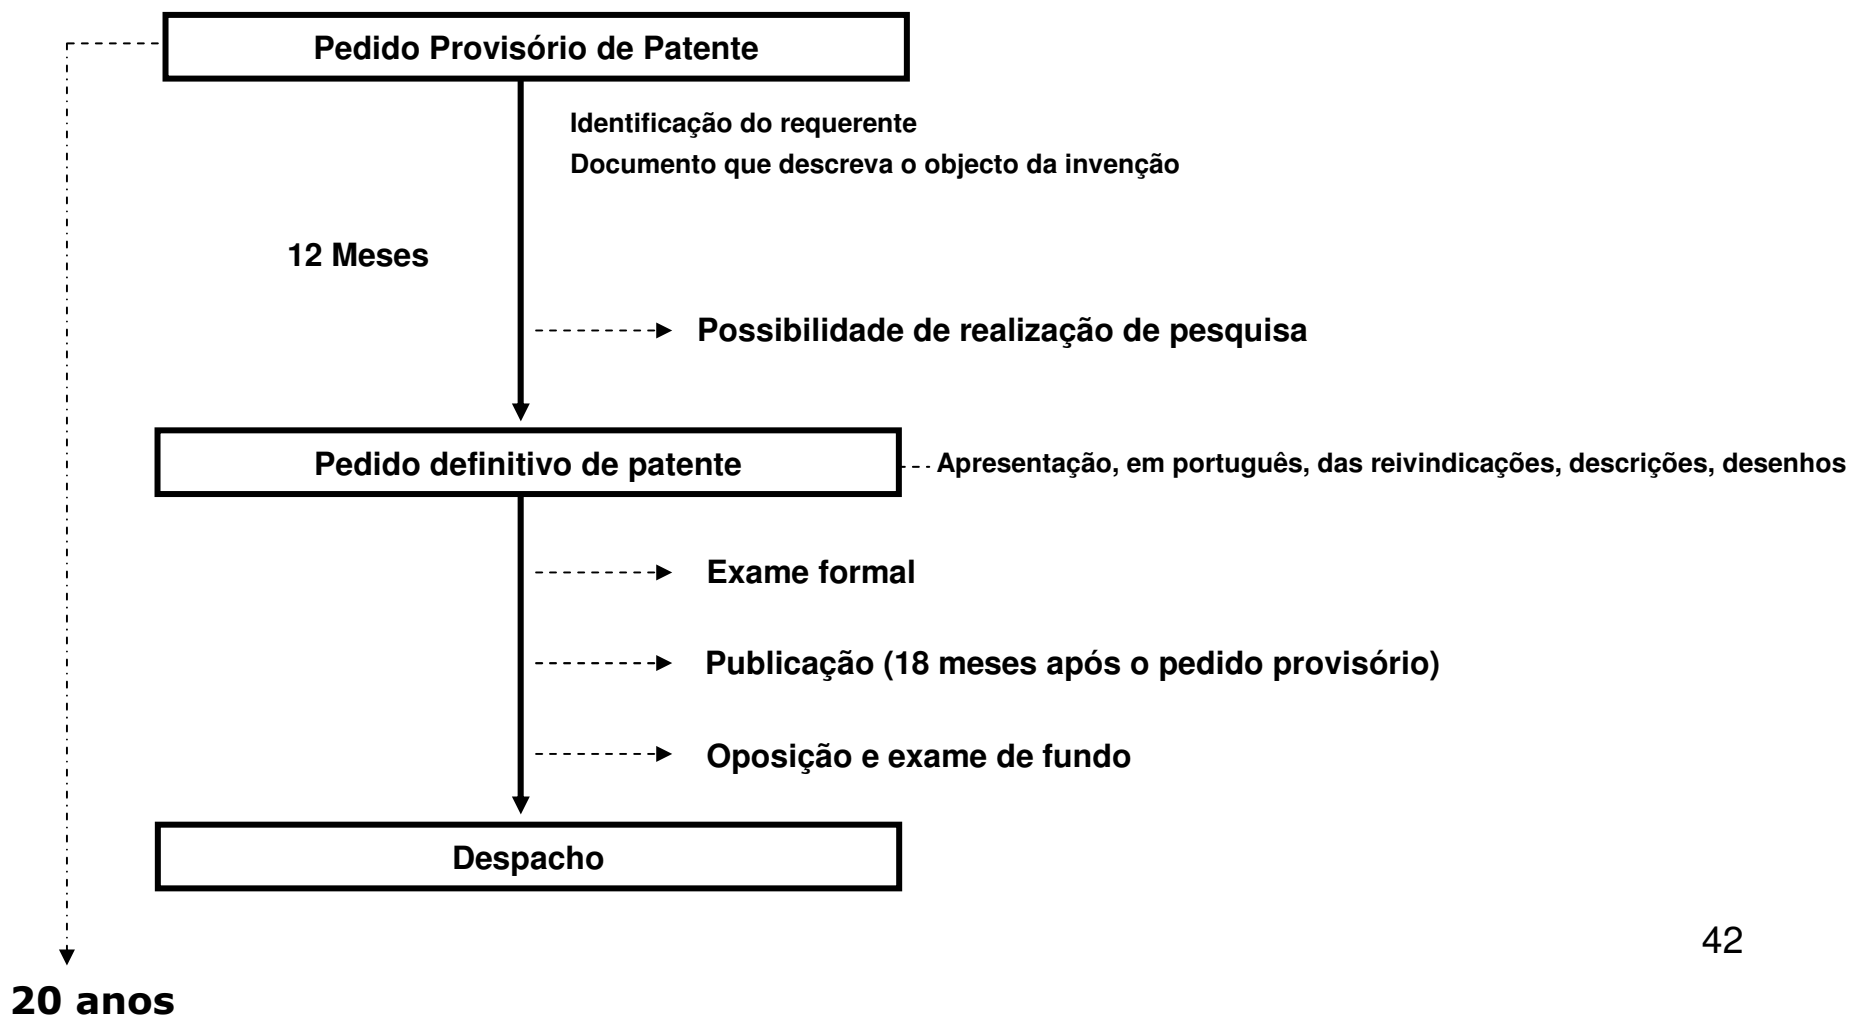 Pedido Provisório de Patente
Identificação do requerente
Documento que descreva o objecto da invenção
12 Meses
Possibilidade de realização de pesquisa
Pedido definitivo de patente
Apresentação, em português, das reivindicações, descrições, desenhos
Exame formal
Publicação (18 meses após o pedido provisório)
Oposição e exame de fundo
Despacho
42
20 anos